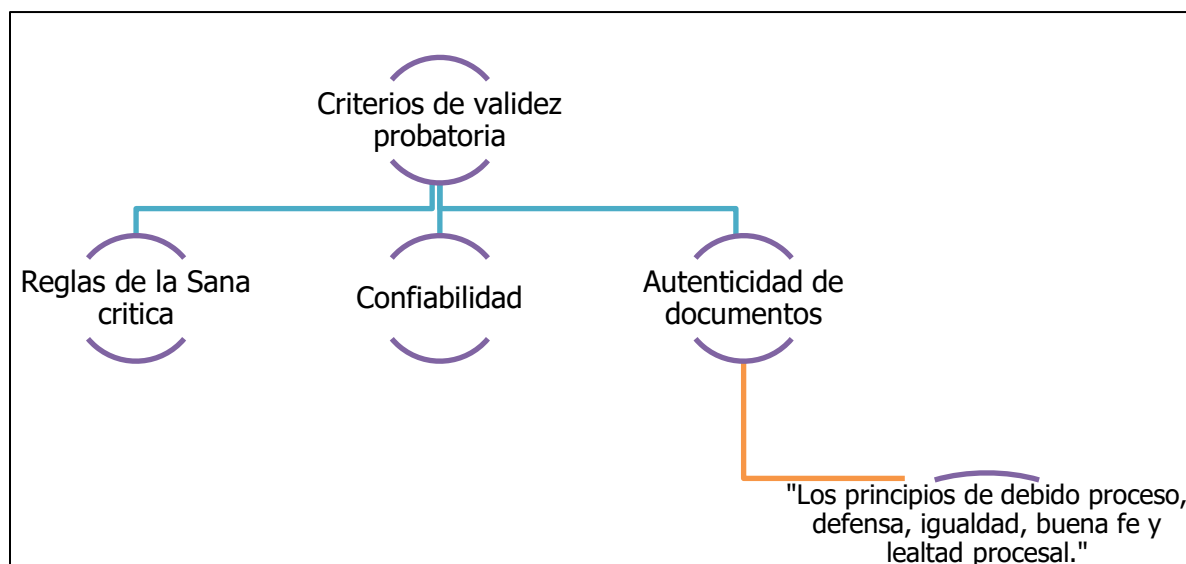 Criterios de validez
probatoria
Reglas de la Sana
critica
Confiabilidad
Autenticidad de
documentos
"Los principios de debido proceso,
defensa, igualdad, buena fe y
lealtad procesal."